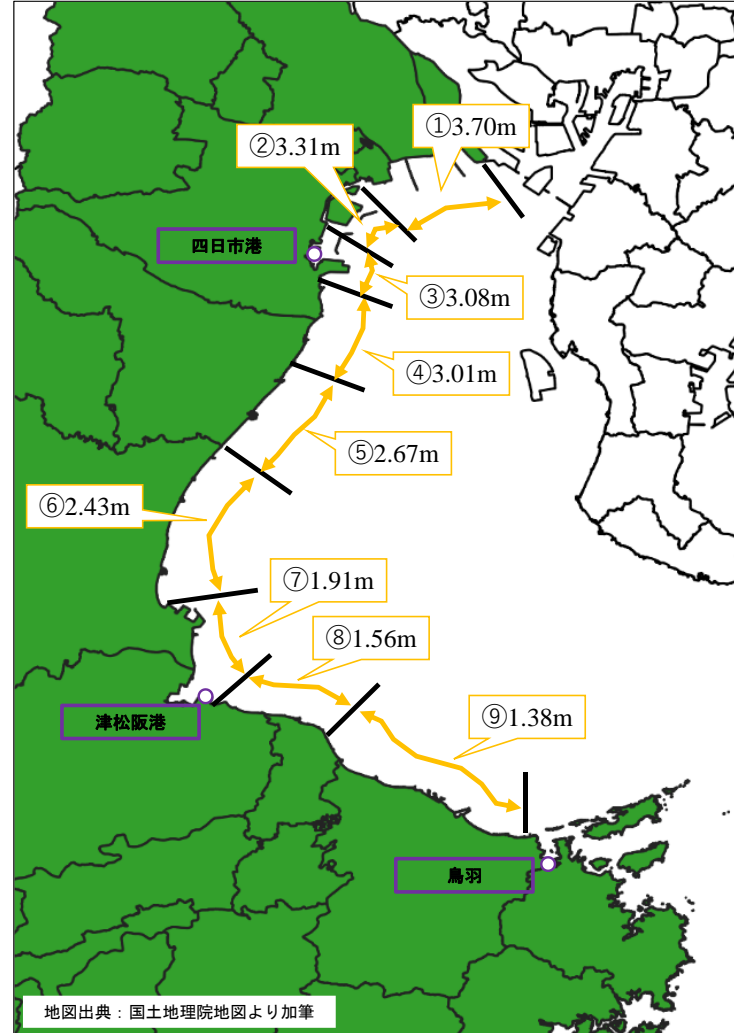 ①3.70m
②3.31m
四日市港
③3.08m
④3.01m
⑤2.67m
⑥2.43m
⑦1.91m
⑧1.56m
津松阪港
⑨1.38m
鳥羽
地図出典：国土地理院地図より加筆